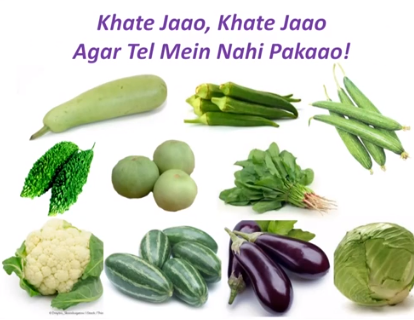 Khate Jaao, Khate Jaao
Agar Tel Mein Nahi Pakaao!